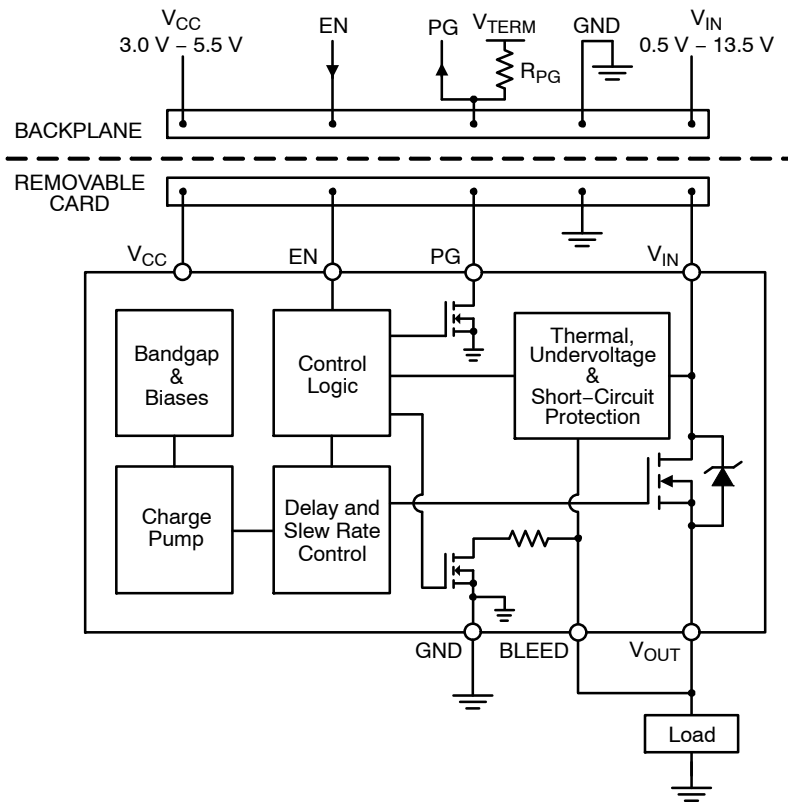 VCC
3.0 V – 5.5 V
EN
PG
VTERM
RPG
GND
VIN
0.5 V – 13.5 V
BACKPLANE
REMOVABLE
CARD
VCC
EN
PG
VIN
Bandgap
&
Biases
Control
Logic
Thermal,
Undervoltage
&
Short–Circuit
Protection
Charge
Pump
Delay and
Slew Rate
Control
GND
BLEED
VOUT
Load